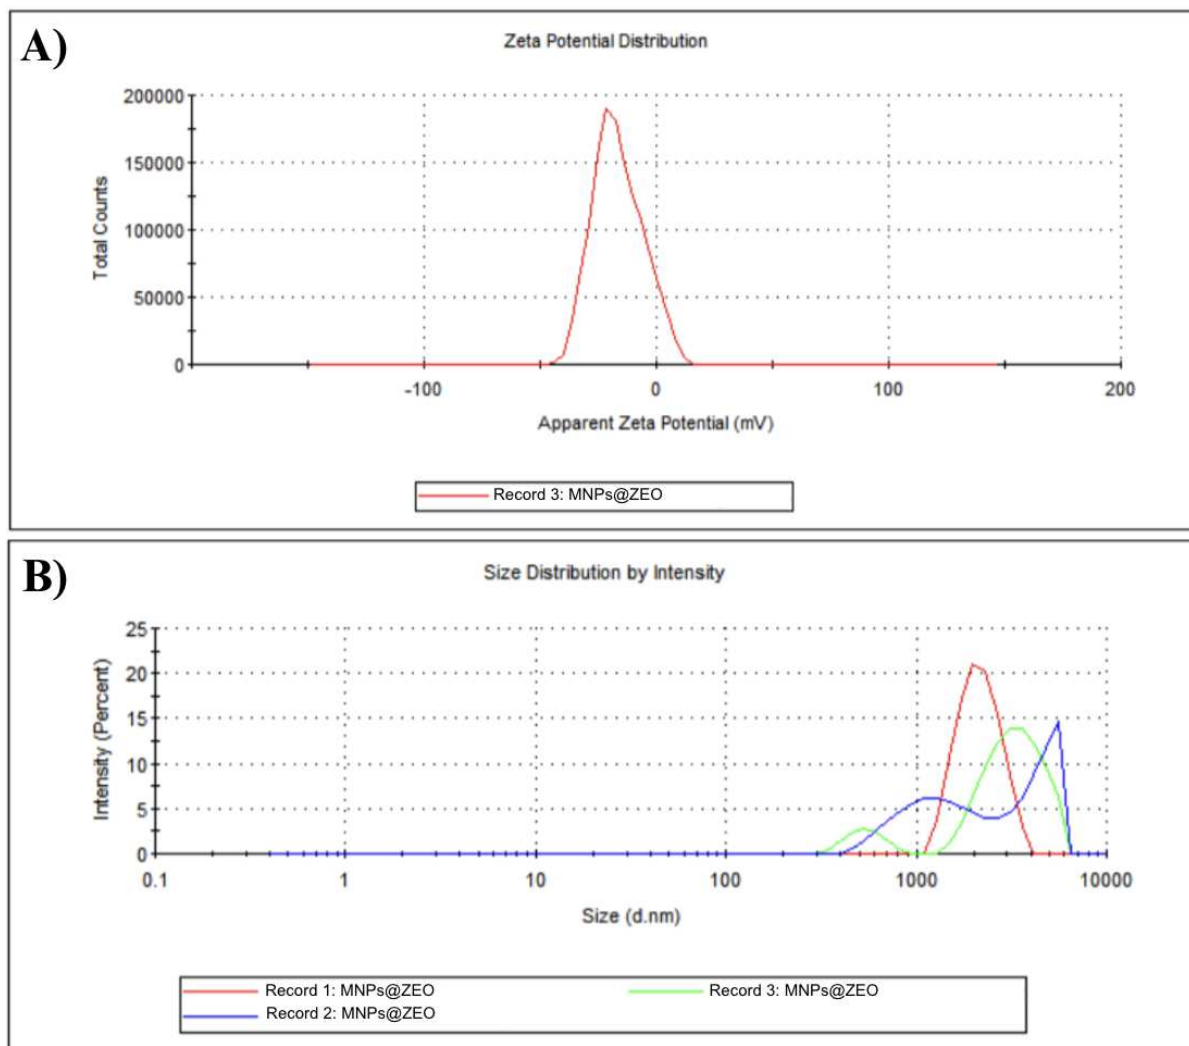 A)
Zeta Potential Distribution
200000
150000
100000
50000
0
Total Counts
-100 0 100 200
Apparent Zeta Potential (mV)
Record 3: MNPs@ZEO
B)
Size Distribution by Intensity
25
20
15
10
5
0
Intensity (Percent)
0.1 1 10 100 1000 10000
Size (d.nm)
Record 1: MNPs@ZEO Record 3: MNPs@ZEO
Record 2: MNPs@ZEO